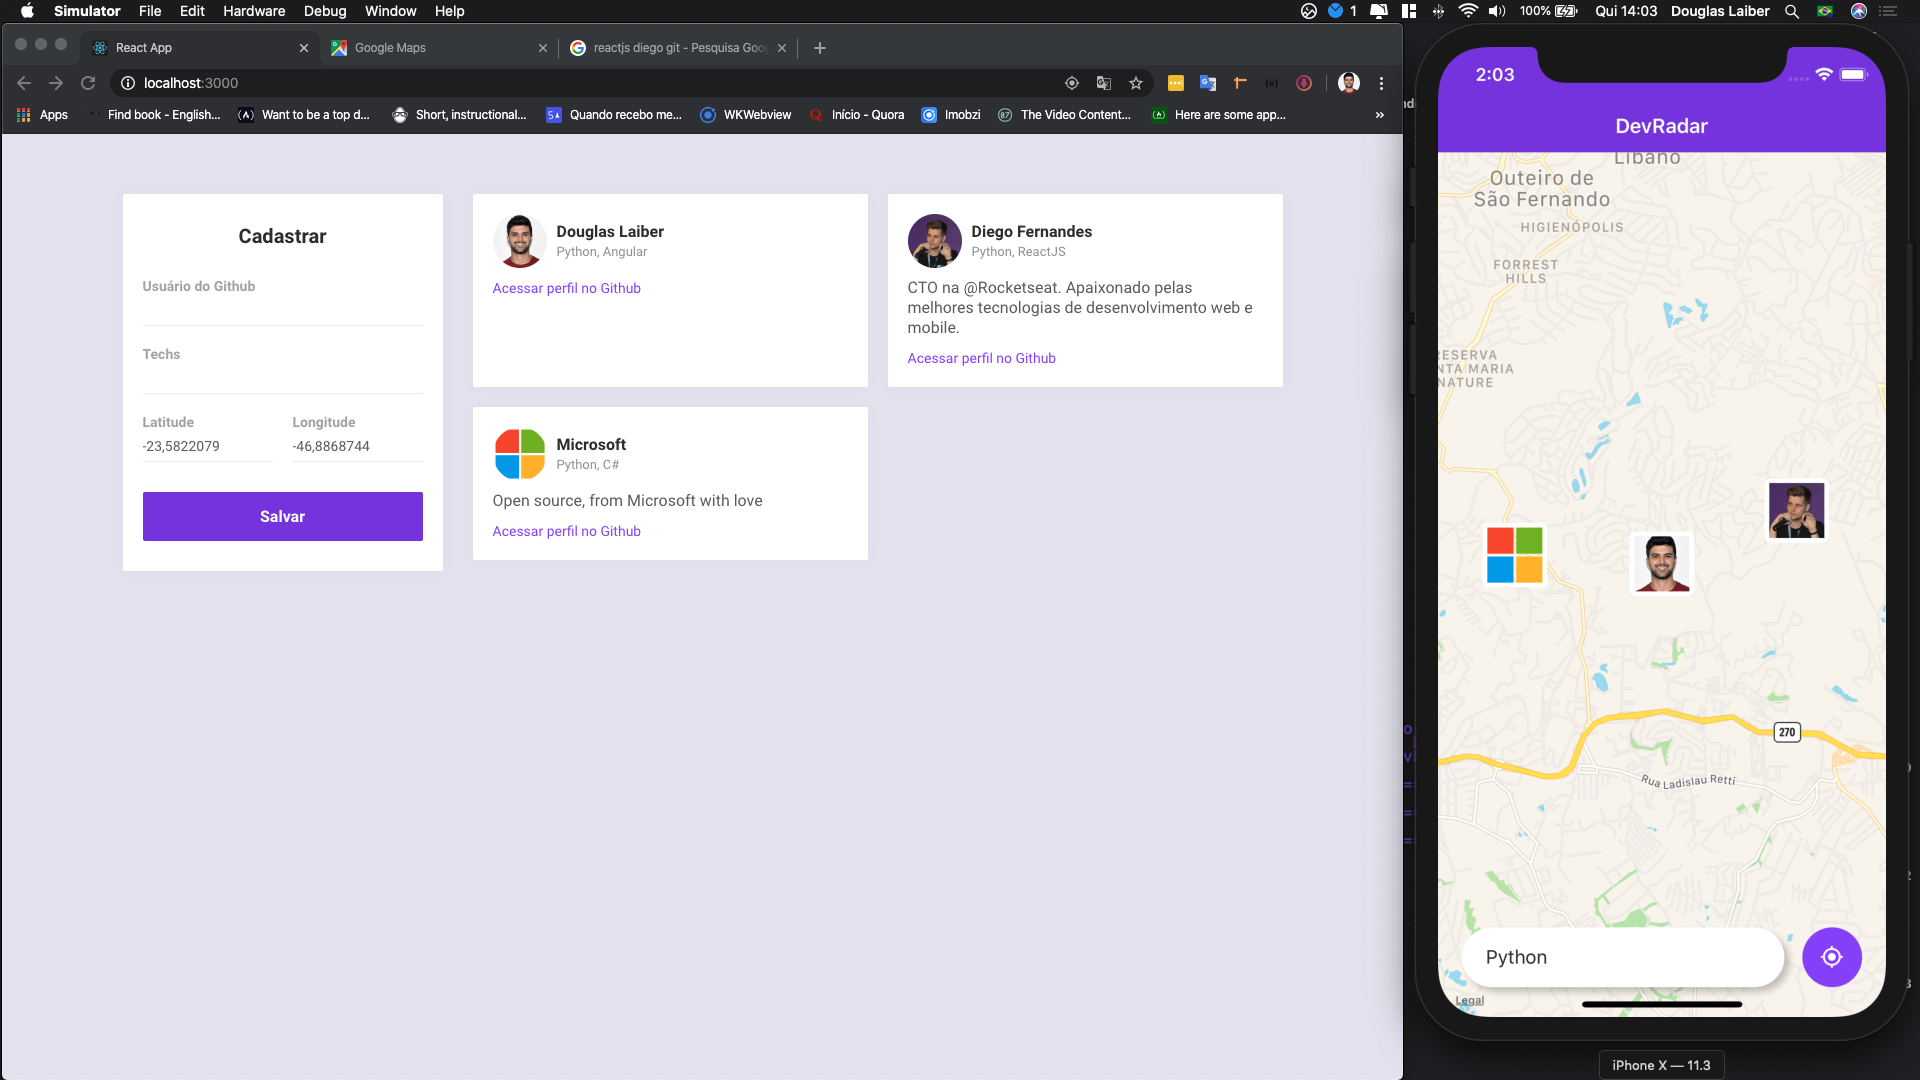 Simulator File Edit Hardware Debug Window Help
1 100% Qui 14:03 Douglas Laiber
React App
Google Maps
reactjs diego git - Pesquisa Goo
localhost:3000
Apps
Find book - English...
Want to be a top d...
Short, instructional...
Quando recebo me...
WKWebview
Início - Quora
Imobzi
The Video Content...
Here are some app...
»
Cadastrar
Usuário do Github
Techs
Latitude
Longitude
-23,5822079
-46,8868744
Salvar
Douglas Laiber
Python, Angular
Acessar perfil no Github
Diego Fernandes
Python, ReactJS
CTO na @Rocketseat. Apaixonado pelas
melhores tecnologias de desenvolvimento web e
mobile.
Acessar perfil no Github
Microsoft
Python, C#
Open source, from Microsoft with love
Acessar perfil no Github
2:03
DevRadar
Líbano
Outeiro de
São Fernando
HIGIENÓPOLIS
FORREST
HILLS
RESERVA
NTA MARIA
NATURE
270
Rua Ladislau Retti
Python
Legal
iPhone X — 11.3